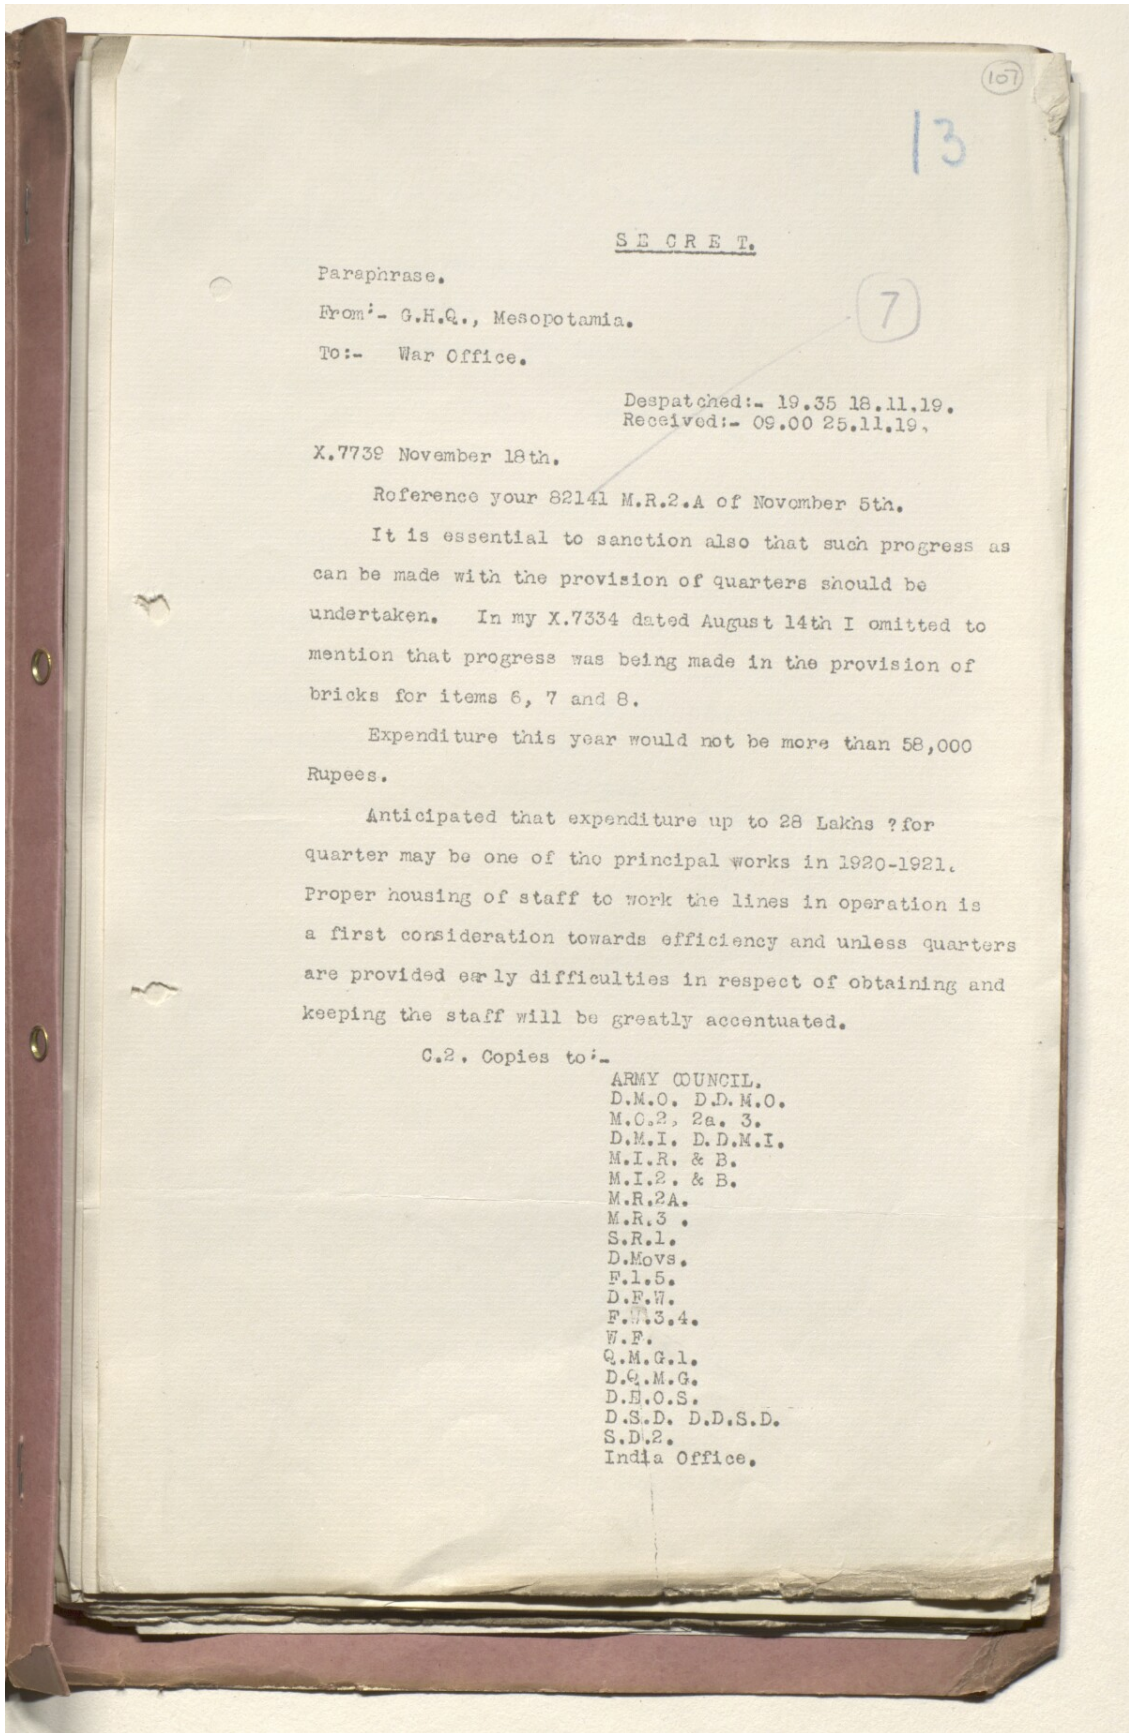 107
13
SECRET.
Paraphrase.
From:- G.H.Q., Mesopotamia.
7
To:- War Office.
Despatched:- 19.35 18.11.19.
Received:- 09.00 25.11.19.
X.7739 November 18th.
Reference your 82141 M.R.2.A of November 5th.
It is essential to sanction also that such progress as
can be made with the provision of quarters should be
undertaken. In my X.7334 dated August 14th I omitted to
mention that progress was being made in the provision of
bricks for items 6, 7 and 8.
Expenditure this year would not be more than 58,000
Rupees.
Anticipated that expenditure up to 28 Lakhs ? for
quarter may be one of the principal works in 1920-1921.
Proper housing of staff to work the lines in operation is
a first consideration towards efficiency and unless quarters
are provided early difficulties in respect of obtaining and
keeping the staff will be greatly accentuated.
C.2. Copies to:-
ARMY COUNCIL.
D.M.O. D.D.M.O.
M.O.2, 2a. 3.
D.M.I. D.D.M.I.
M.I.R. & B.
M.I.2. & B.
M.R.2A.
M.R.3 .
S.R.1.
D.Movs.
F.1.5.
D.F.W.
F.W.3.4.
W.F.
Q.M.G.1.
D.Q.M.G.
D.E.O.S.
D.S.D. D.D.S.D.
S.D.2.
India Office.